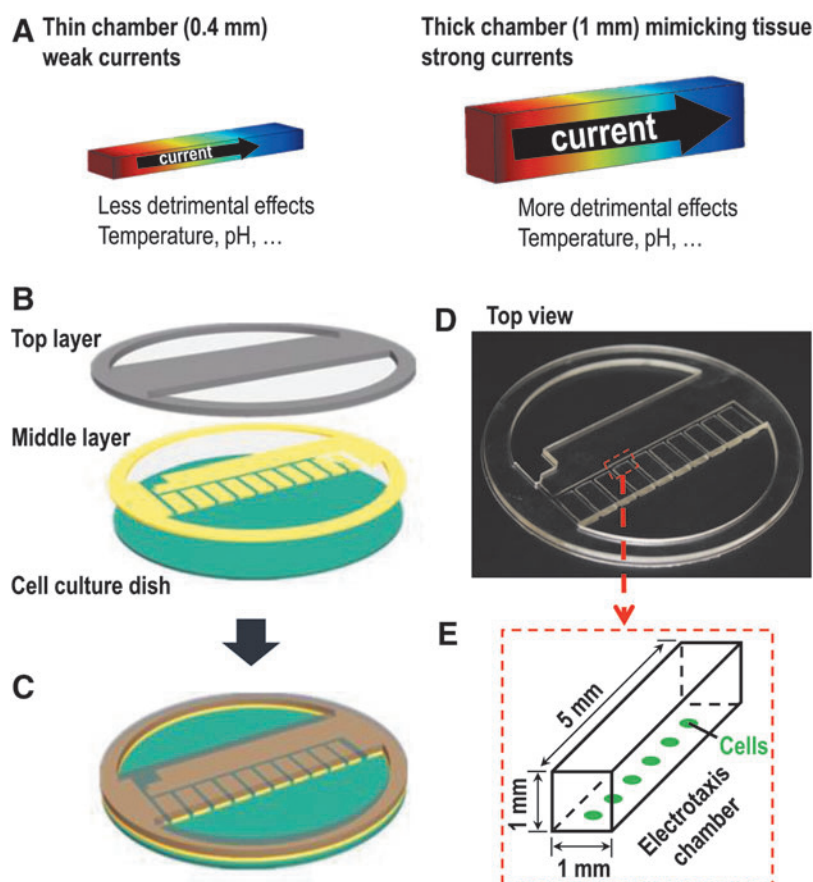 A Thin chamber (0.4 mm)
weak currents
Thick chamber (1 mm) mimicking tissue
strong currents
current
current
Less detrimental effects
Temperature, pH, ...
More detrimental effects
Temperature, pH, ...
B
Top layer
Middle layer
Cell culture dish
C
D Top view
E
5 mm
Cells
1 mm
1 mm
Electrotaxis
chamber